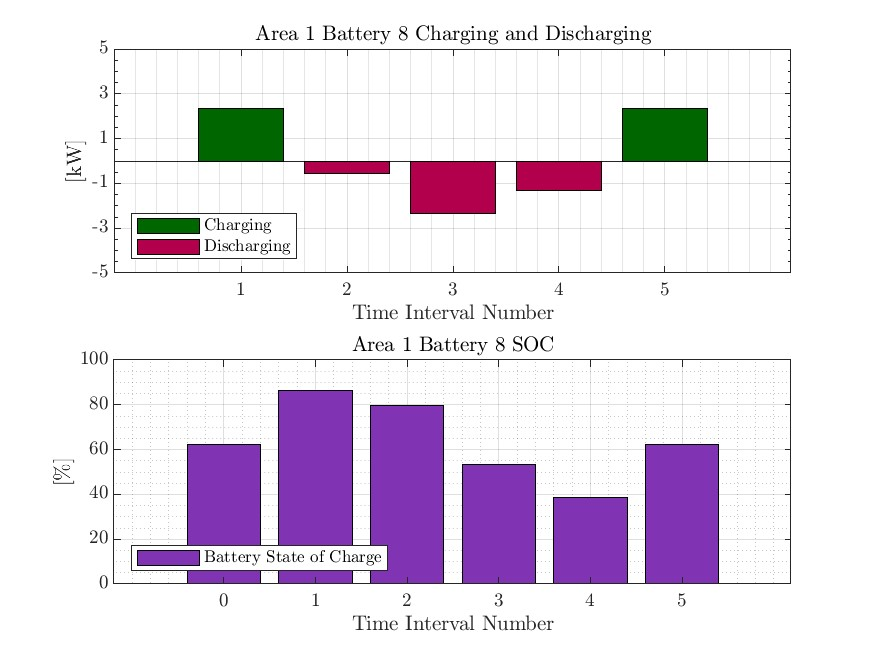 Area 1 Battery 8 Charging and Discharging
5
3
1
-1
-3
-5
[kW]
Charging
Discharging
1 2 3 4 5
Time Interval Number
Area 1 Battery 8 SOC
100
80
60
40
20
0
[%]
Battery State of Charge
0 1 2 3 4 5
Time Interval Number